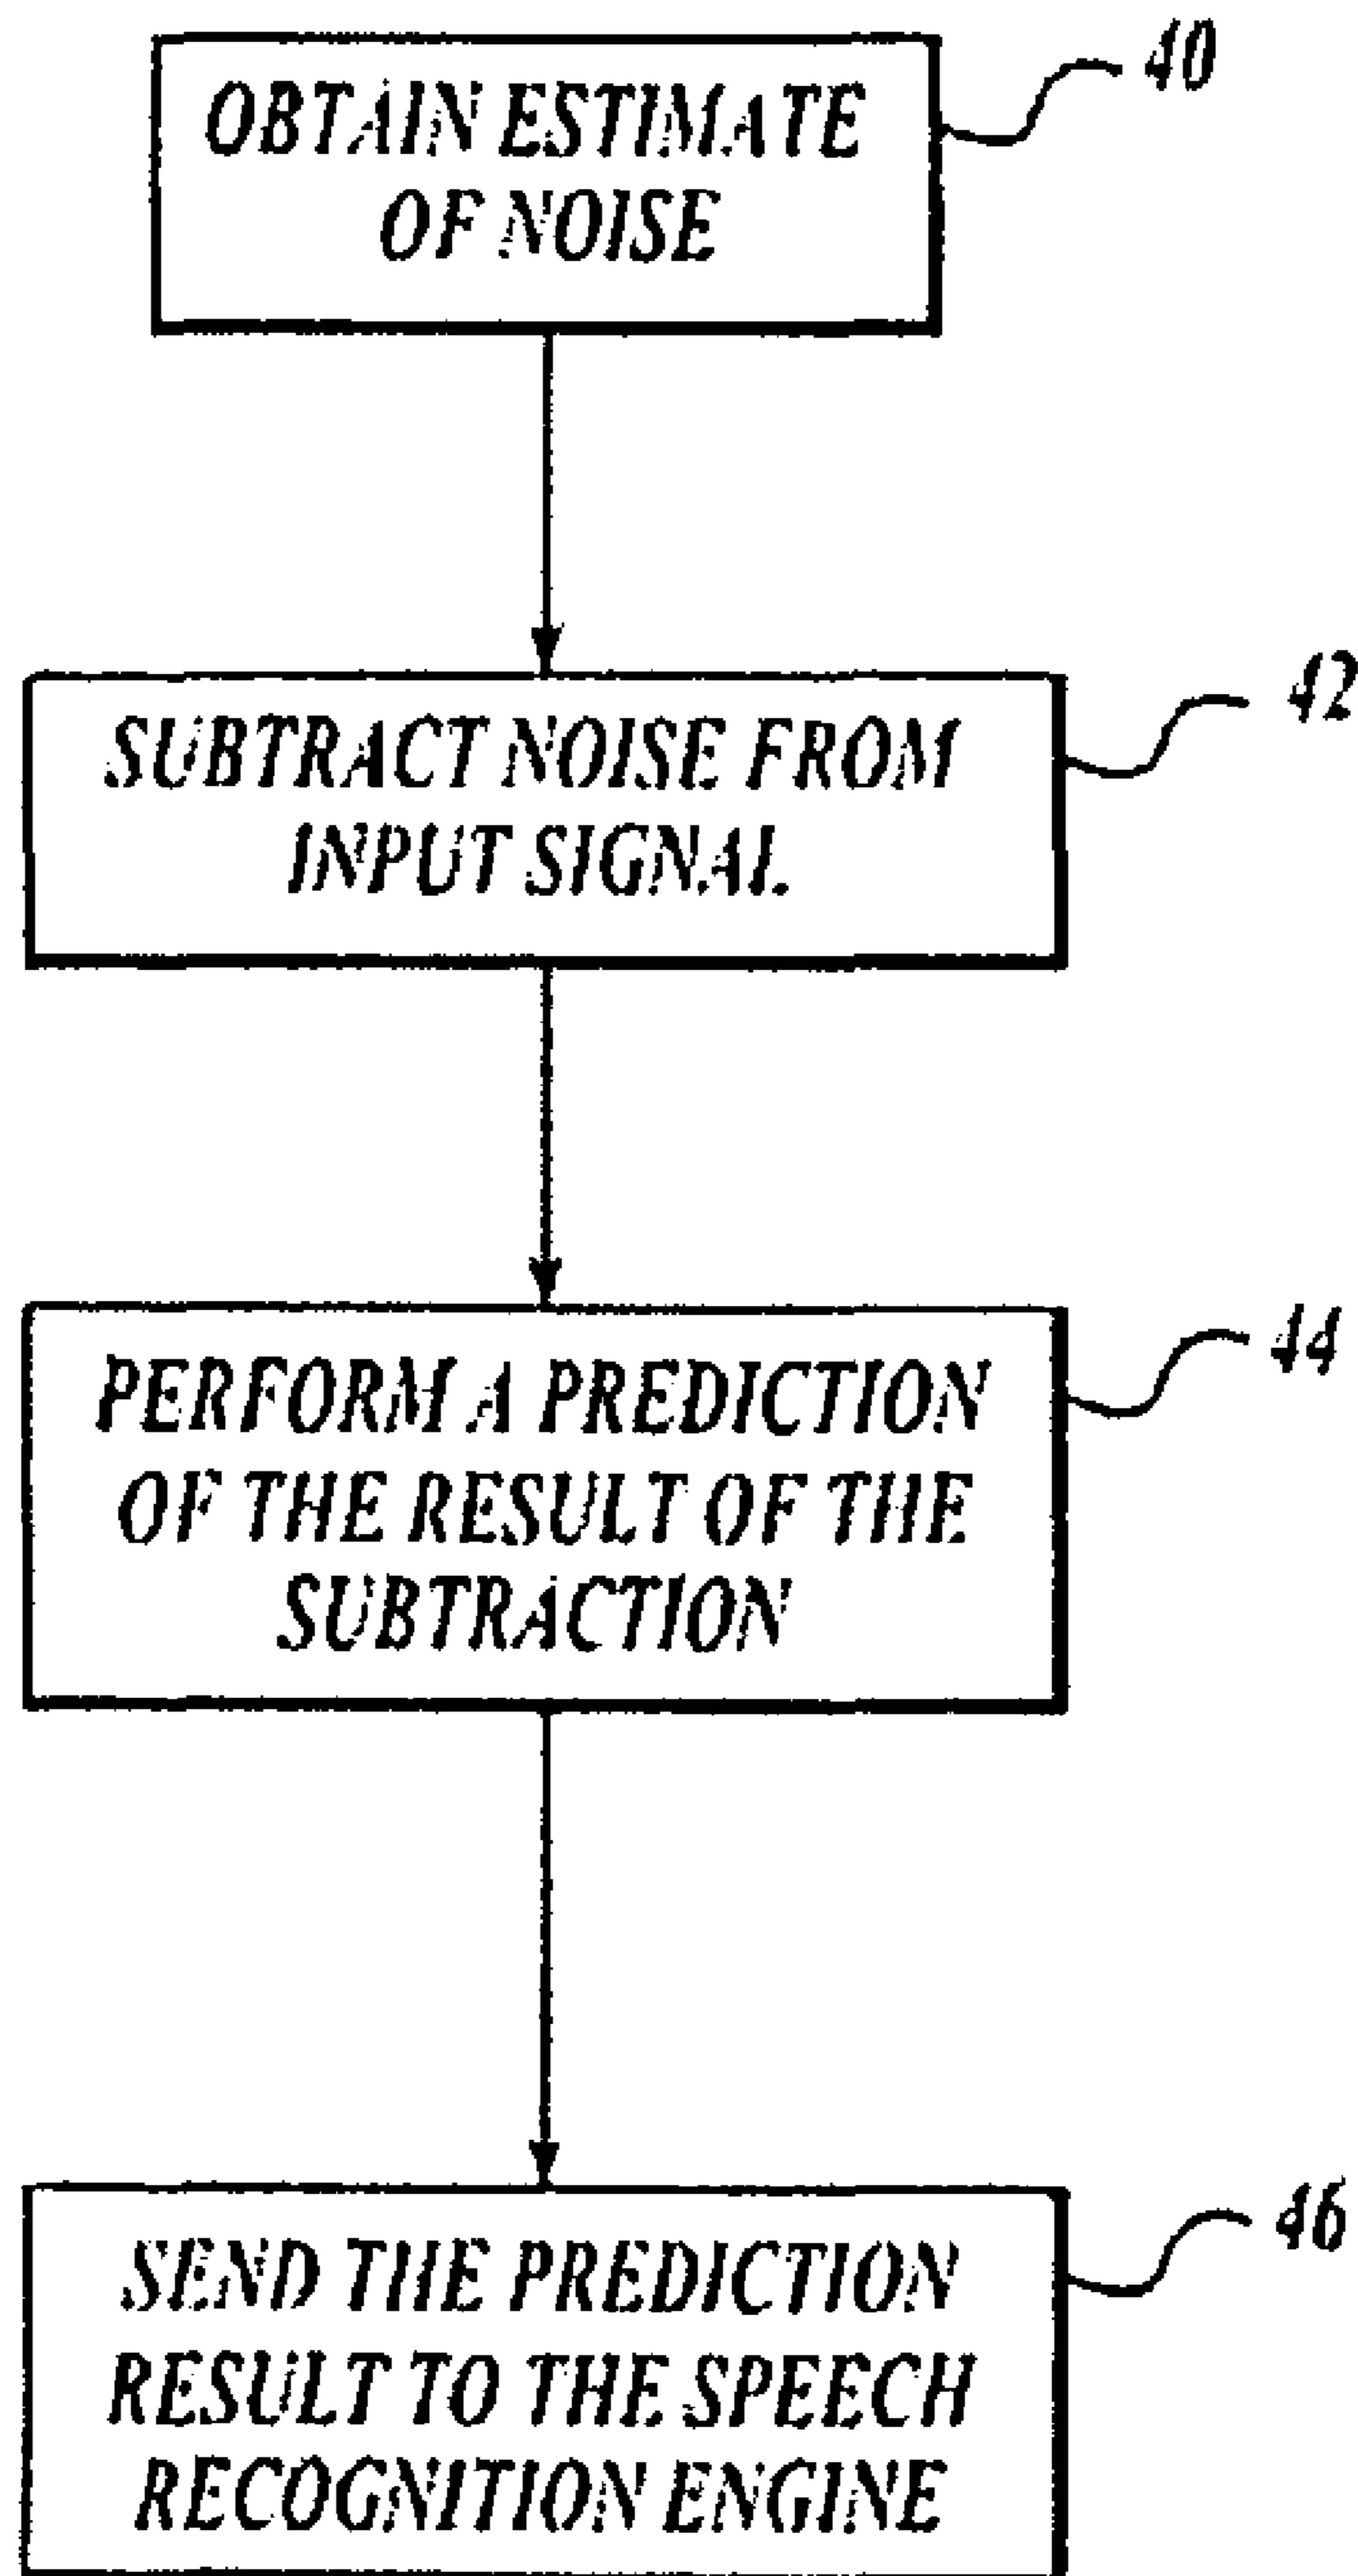 OBTAIN ESTIMATE
OF NOISE
40
SUBTRACT NOISE FROM
INPUT SIGNAL
42
PERFORM A PREDICTION
OF THE RESULT OF THE
SUBTRACTION
44
SEND THE PREDICTION
RESULT TO THE SPEECH
RECOGNITION ENGINE
46